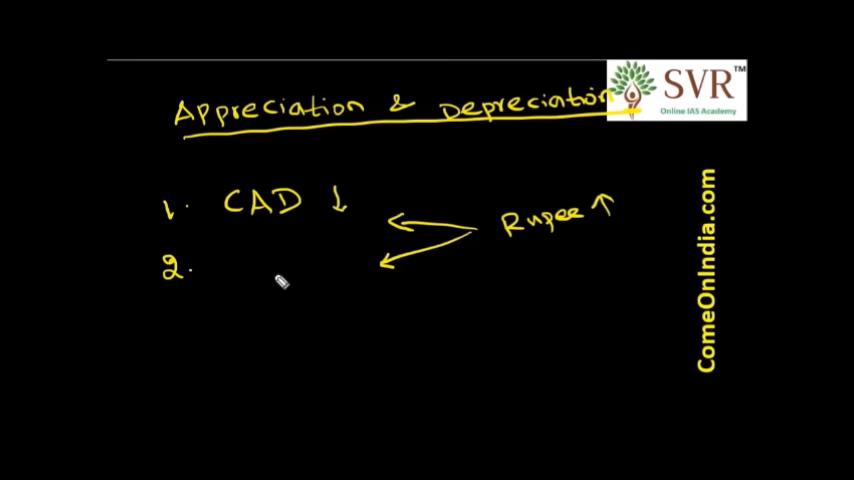 Appreciation & Depreciation
SVR™
Online IAS Academy
1. CAD ↓
Rupee ↑
2.
ComeOnIndia.com